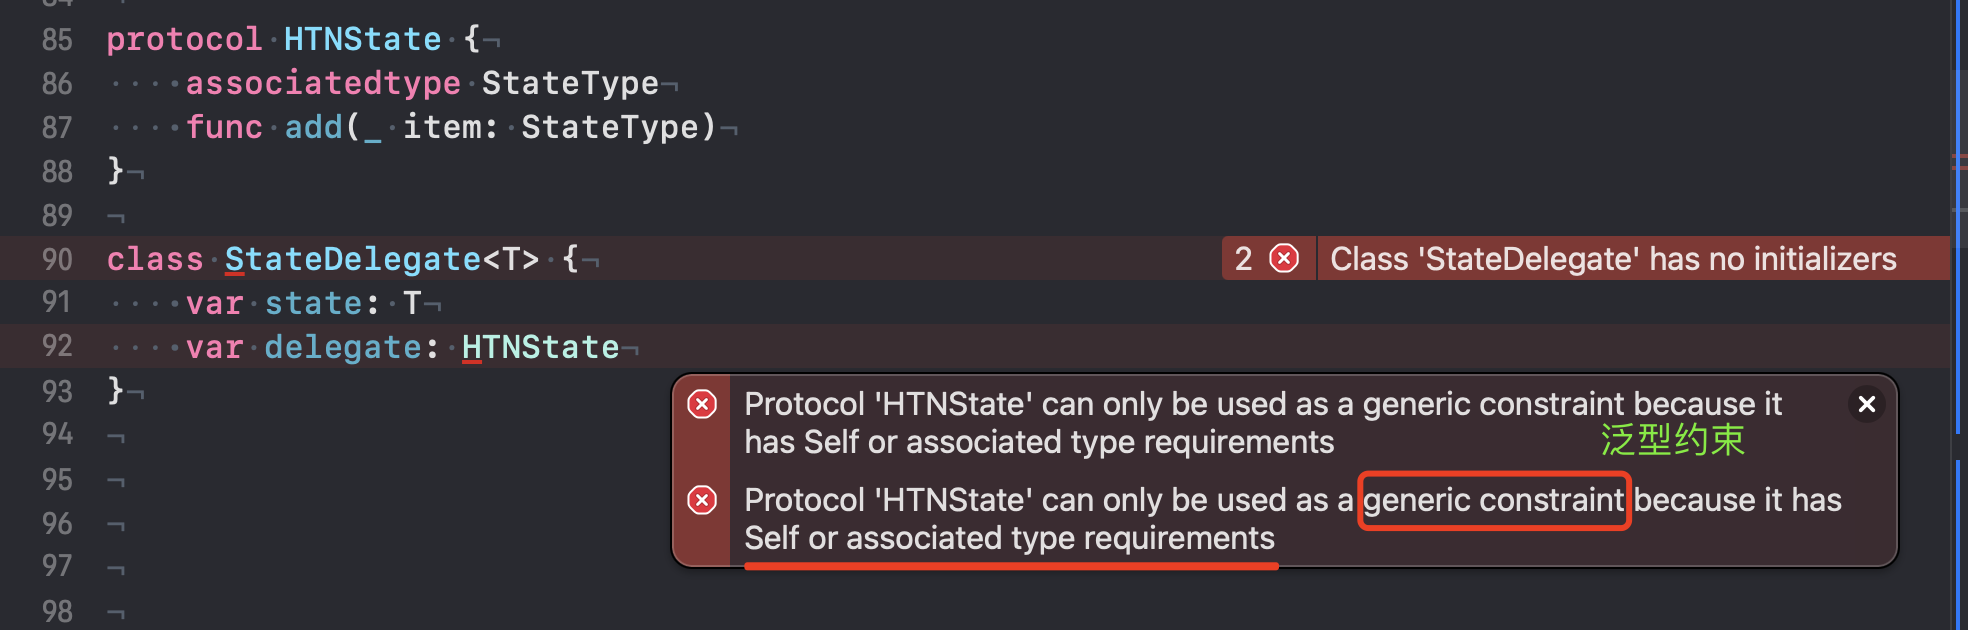 85 protocol HTNState {¬
86 ····associatedtype StateType¬
87 ····func add(_ item: StateType)¬
88 }¬
89 ¬
90 class StateDelegate<T> {¬ 2 Class 'StateDelegate' has no initializers
91 ····var state: T¬
92 ····var delegate: HTNState¬
93 }¬
Protocol 'HTNState' can only be used as a generic constraint because it
has Self or associated type requirements
泛型约束
Protocol 'HTNState' can only be used as a generic constraint because it has
Self or associated type requirements
94 ¬
95 ¬
96 ¬
97 ¬
98 ¬